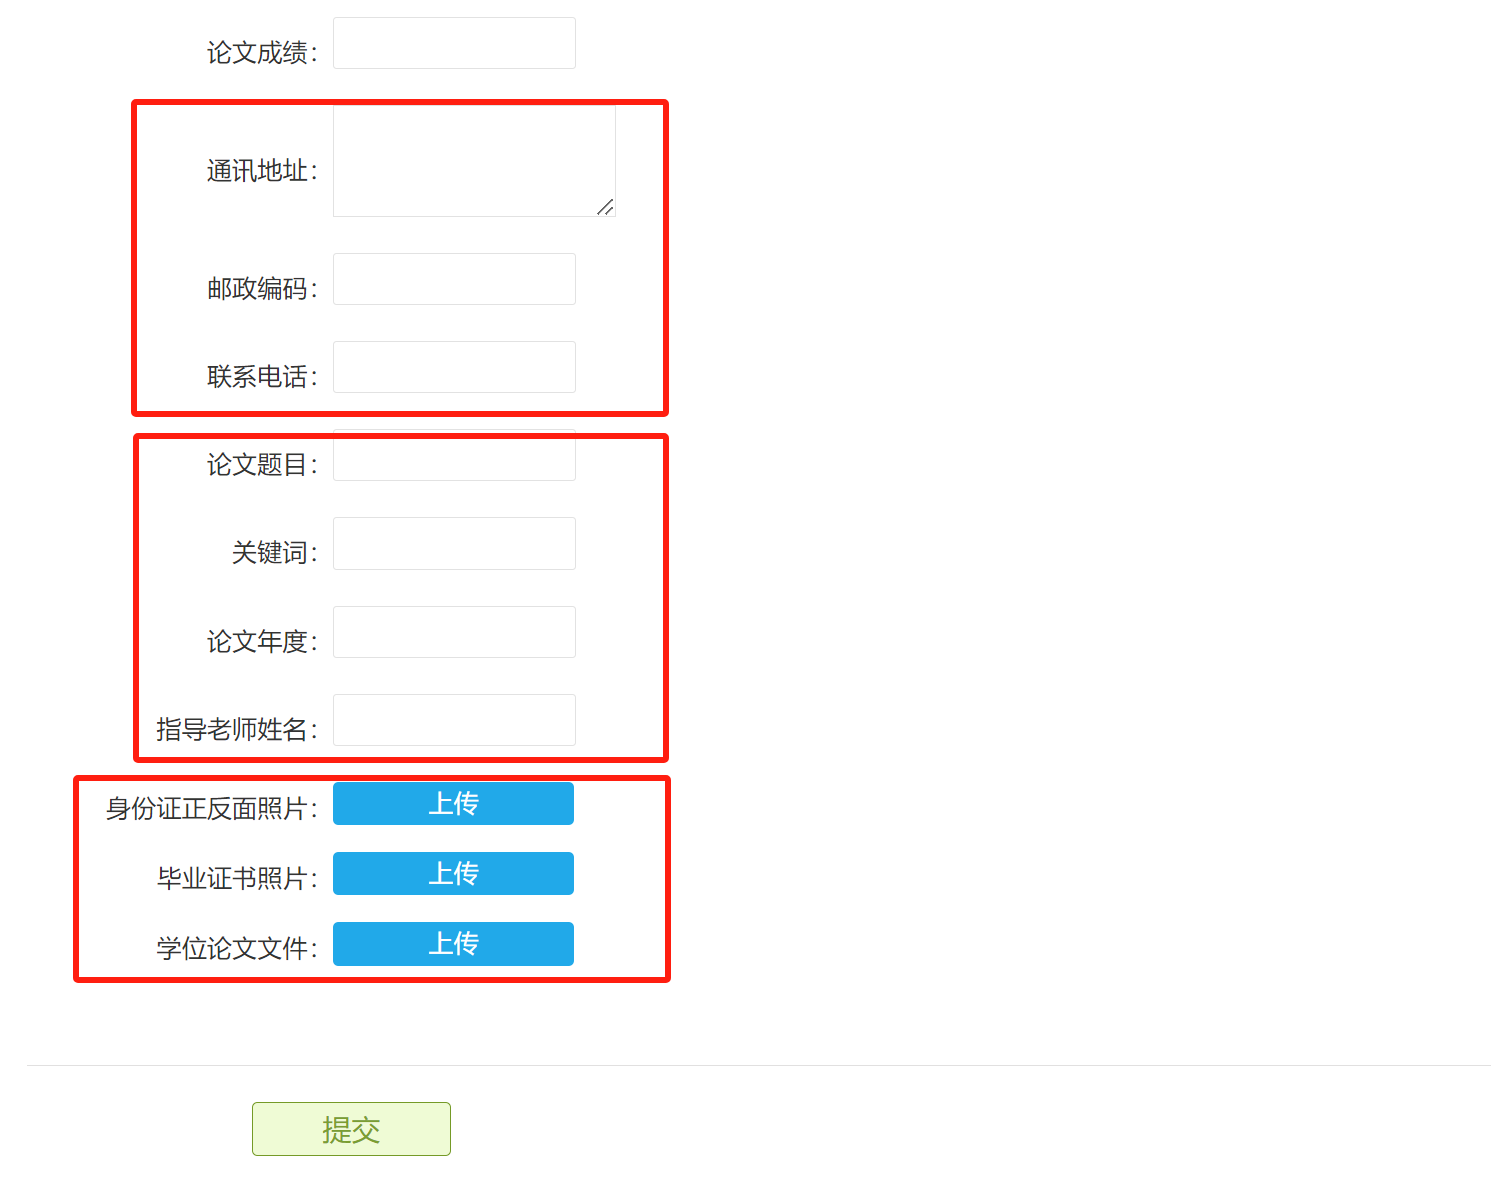 论文成绩：
通讯地址：
邮政编码：
联系电话：
论文题目：
关键词：
论文年度：
指导老师姓名：
身份证正反面照片： 上传
毕业证书照片： 上传
学位论文文件： 上传
提交